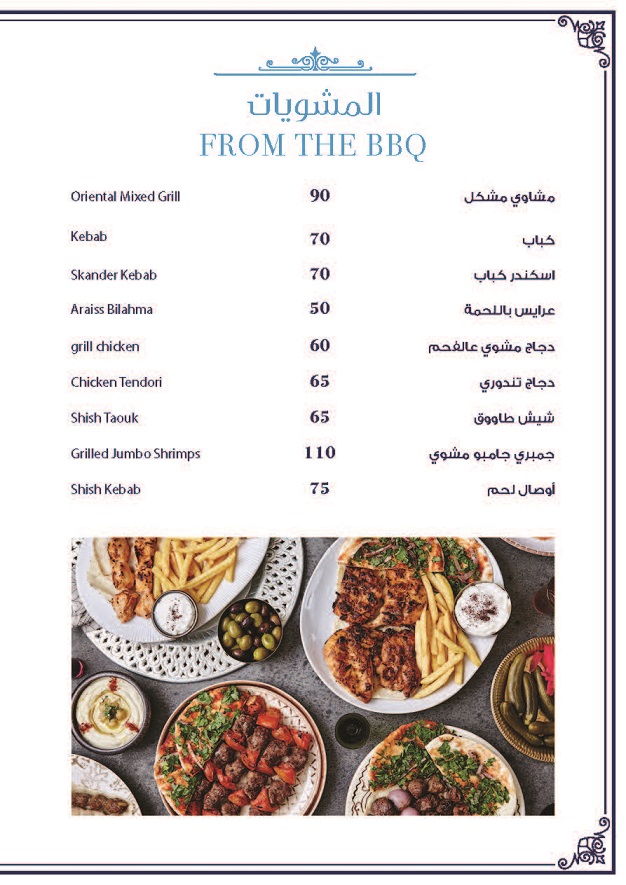 المشويات
FROM THE BBQ
Oriental Mixed Grill 90 مشاوي مشكل
Kebab 70 كباب
Skander Kebab 70 اسكندر كباب
Araiss Bilahma 50 عرايس باللحمة
grill chicken 60 دجاج مشوي عالفحم
Chicken Tendori 65 دجاج تندوري
Shish Taouk 65 شيش طاووق
Grilled Jumbo Shrimps 110 جمبري جامبو مشوي
Shish Kebab 75 أوصال لحم